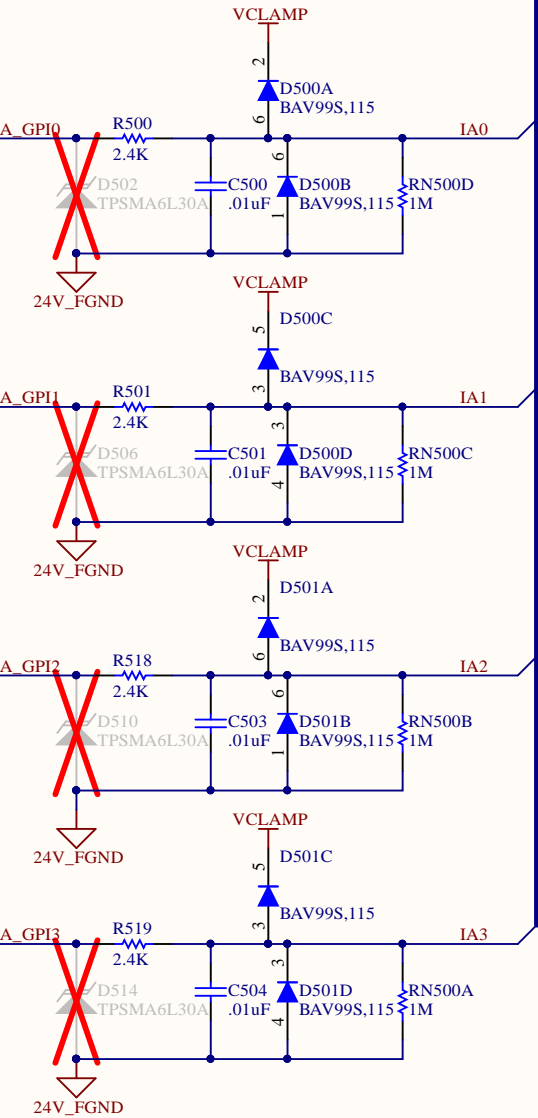 VCLAMP
2
D500A
BAV99S,115
6
A_GPI0
R500
2.4K
IA0
D502
TPSMA6L30A
C500
.01uF
6
D500B
BAV99S,115
1
RN500D
1M
24V_FGND
VCLAMP
5
D500C
BAV99S,115
3
A_GPI1
R501
2.4K
IA1
D506
TPSMA6L30A
C501
.01uF
3
D500D
BAV99S,115
4
RN500C
1M
24V_FGND
VCLAMP
2
D501A
BAV99S,115
6
A_GPI2
R518
2.4K
IA2
D510
TPSMA6L30A
C503
.01uF
6
D501B
BAV99S,115
1
RN500B
1M
24V_FGND
VCLAMP
5
D501C
BAV99S,115
3
A_GPI3
R519
2.4K
IA3
D514
TPSMA6L30A
C504
.01uF
3
D501D
BAV99S,115
4
RN500A
1M
24V_FGND